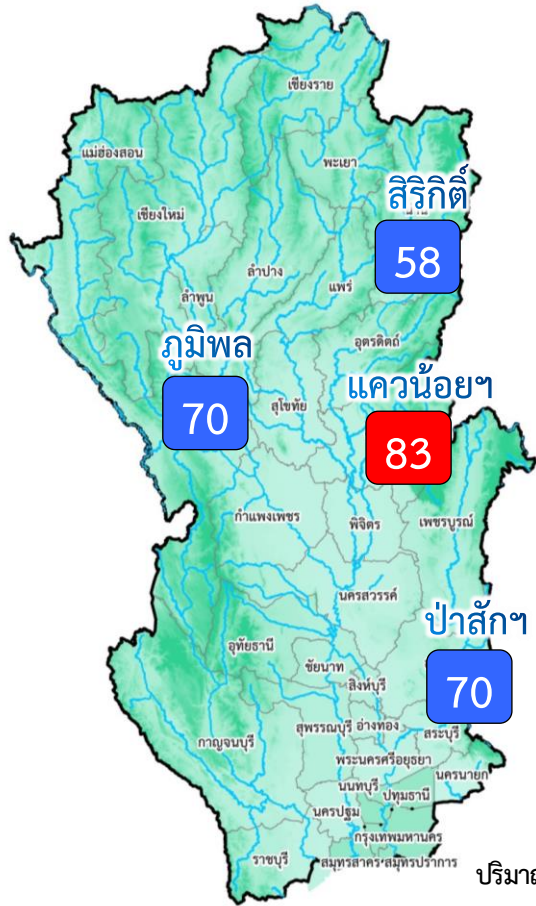 เชียงราย
แม่ฮ่องสอน
พะเยา
สิริกิติ์
เชียงใหม่
58
ลำปาง
แพร่
ลำพูน
ภูมิพล
อุตรดิตถ์
แควน้อยฯ
70
สุโขทัย
83
กำแพงเพชร
พิจิตร
เพชรบูรณ์
นครสวรรค์
ป่าสักฯ
อุทัยธานี
ชัยนาท
สิงห์บุรี
70
สุพรรณบุรี
อ่างทอง
สระบุรี
กาญจนบุรี
พระนครศรีอยุธยา
นครนายก
นนทบุรี
ปทุมธานี
นครปฐม
กรุงเทพมหานคร
ราชบุรี
สมุทรสาคร
สมุทรปราการ